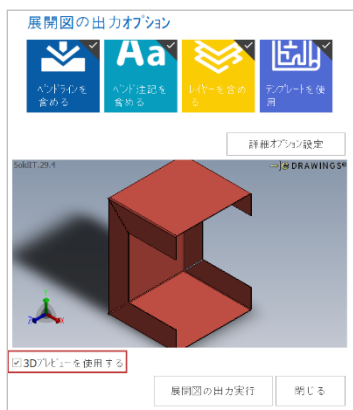 展開図の出力オプション
Aa
ベンドラインを
含める
ベンド注記を
含める
レイヤーを含め
る
テンプレートを使
用
詳細オプション設定
SoldIT.29.4
DRAWINGS®
3Dプレビューを使用する
展開図の出力実行
閉じる